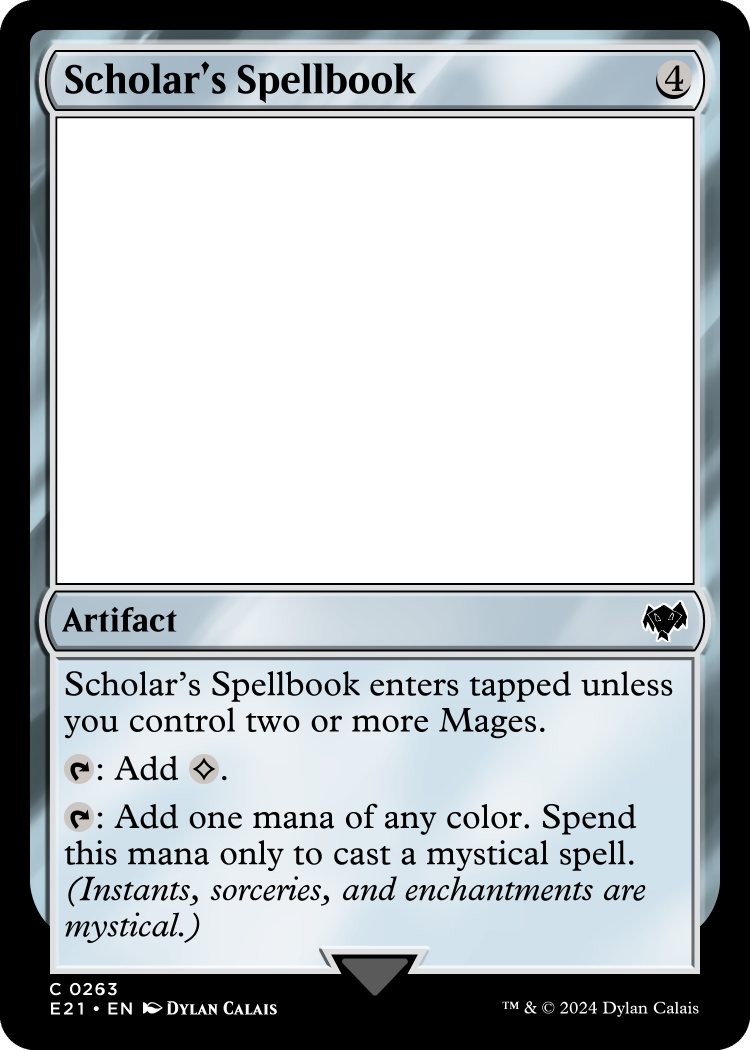 Scholar's Spellbook
4
Artifact
Scholar's Spellbook enters tapped unless
you control two or more Mages.
: Add .
: Add one mana of any color. Spend
this mana only to cast a mystical spell.
(Instants, sorceries, and enchantments are
mystical.)
C 0263
E21 • EN DYLAN CALAIS
™ & © 2024 Dylan Calais